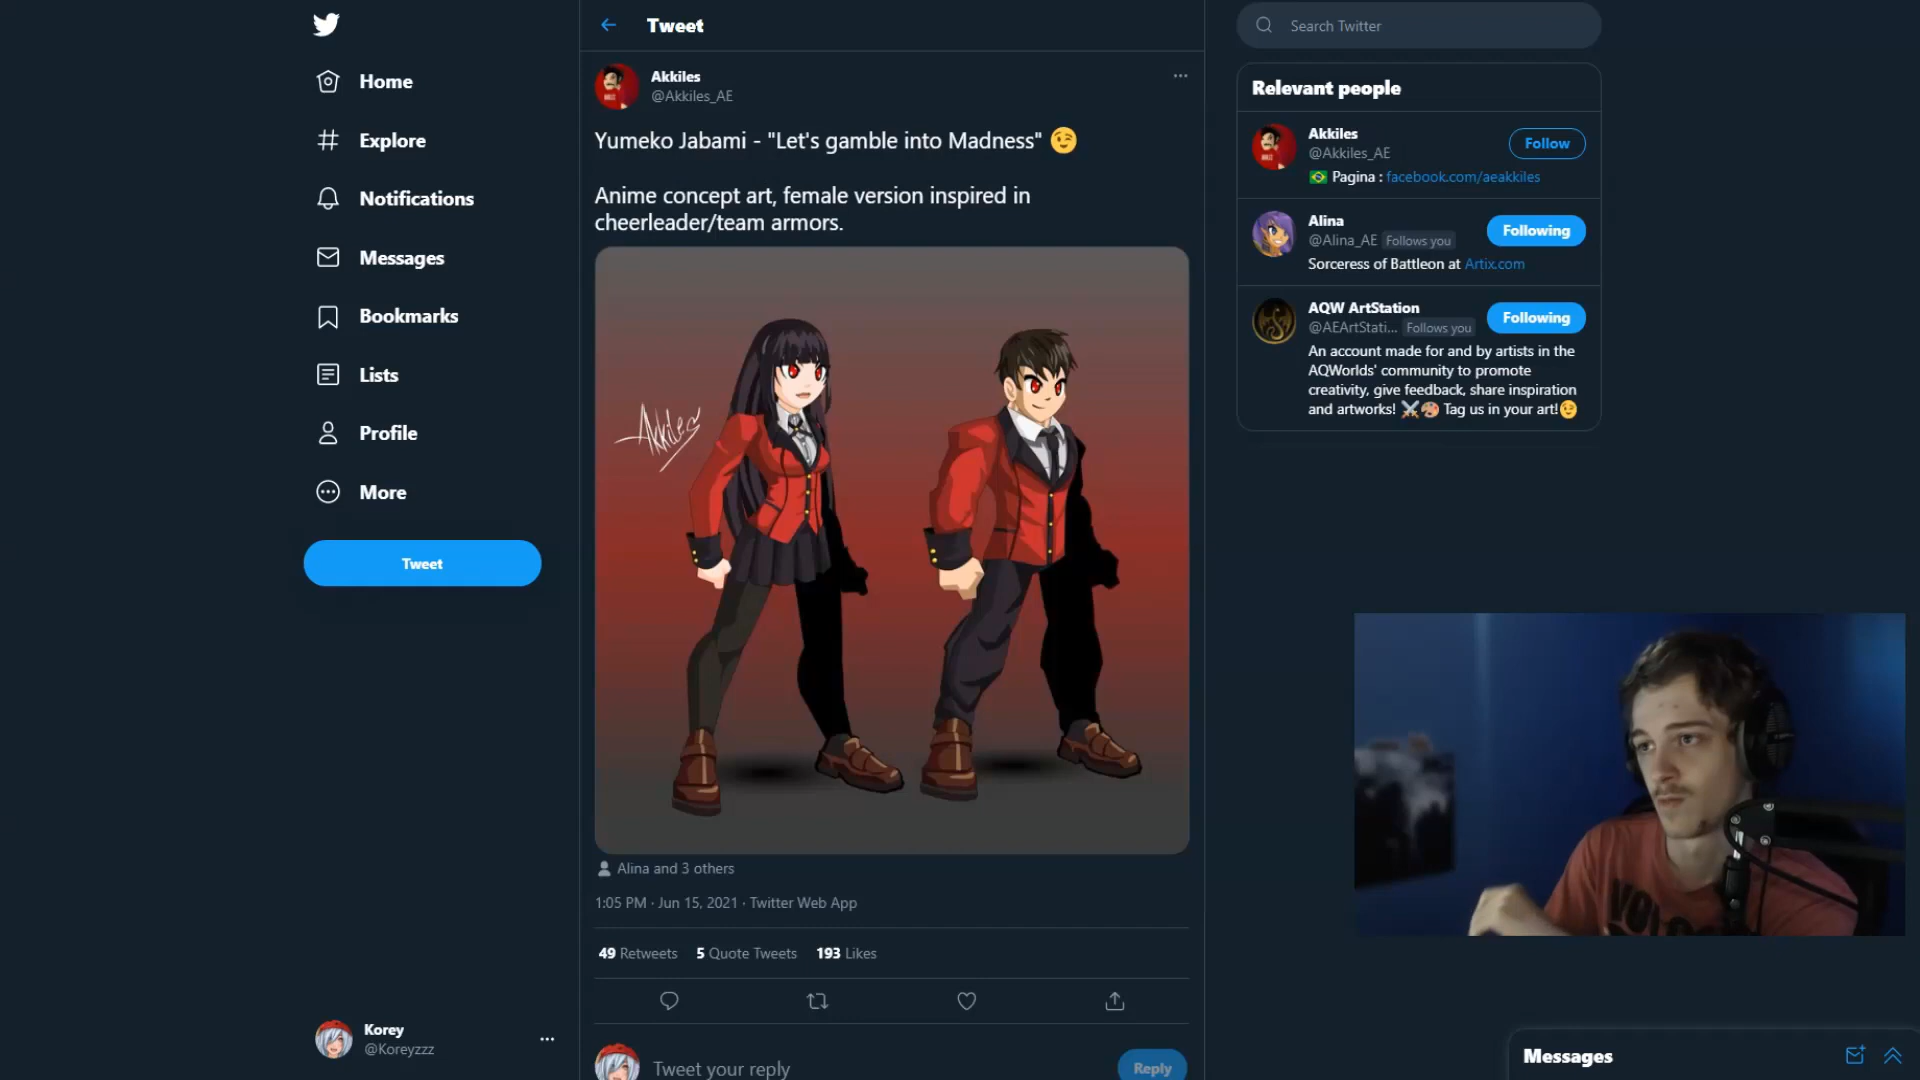 Home
Explore
Notifications
Messages
Bookmarks
Lists
Profile
More
Tweet
Korey
@Koreyzzz
Tweet
Akkiles
@Akkiles_AE
Yumeko Jabami - "Let's gamble into Madness" 😉
Anime concept art, female version inspired in
cheerleader/team armors.
Akkiles
Alina and 3 others
1:05 PM · Jun 15, 2021 · Twitter Web App
49 Retweets 5 Quote Tweets 193 Likes
Tweet your reply
Reply
Search Twitter
Relevant people
Akkiles
@Akkiles_AE
Follow
🇧🇷 Pagina : facebook.com/aeakkiles
Alina
@Alina_AE Follows you
Following
Sorceress of Battleon at Artix.com
AQW ArtStation
@AEArtStati... Follows you
Following
An account made for and by artists in the
AQWorlds' community to promote
creativity, give feedback, share inspiration
and artworks! ⚔️🎨 Tag us in your art!😉
Messages